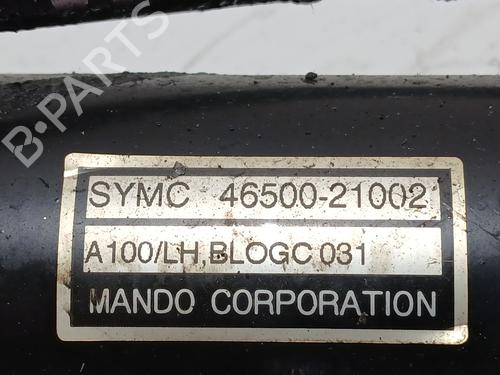 B-PARTS
SYMC 46500-21002
A100/LH,BLOGC 031
MANDO CORPORATION